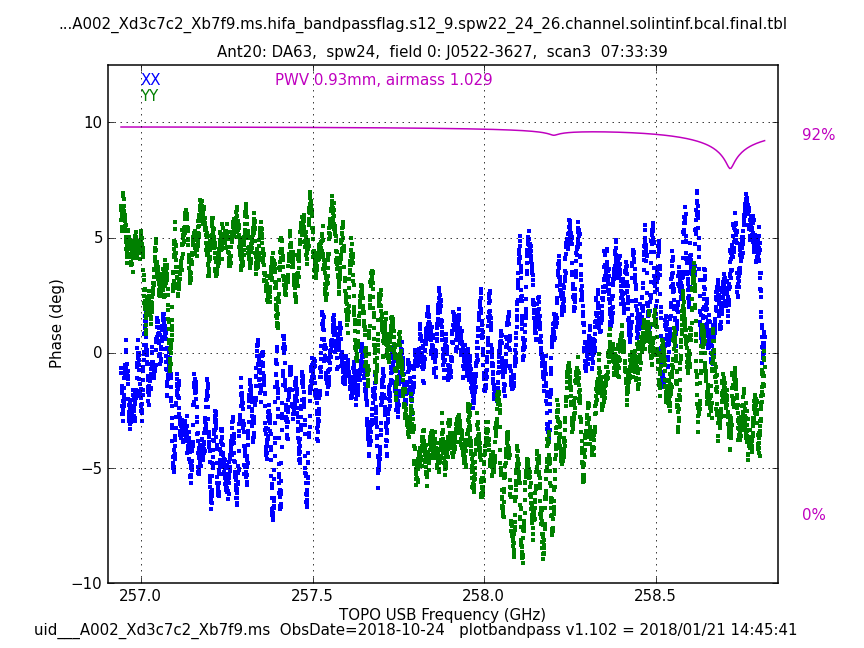 ...A002_Xd3c7c2_Xb7f9.ms.hifa_bandpassflag.s12_9.spw22_24_26.channel.solintinf.bcal.final.tbl
Ant20: DA63,  spw24,  field 0: J0522-3627,  scan3  07:33:39
XX
PWV 0.93mm, airmass 1.029
YY
92%
0%
10
5
0
−5
−10
Phase (deg)
257.0
257.5
258.0
258.5
TOPO USB Frequency (GHz)
uid___A002_Xd3c7c2_Xb7f9.ms  ObsDate=2018-10-24   plotbandpass v1.102 = 2018/01/21 14:45:41